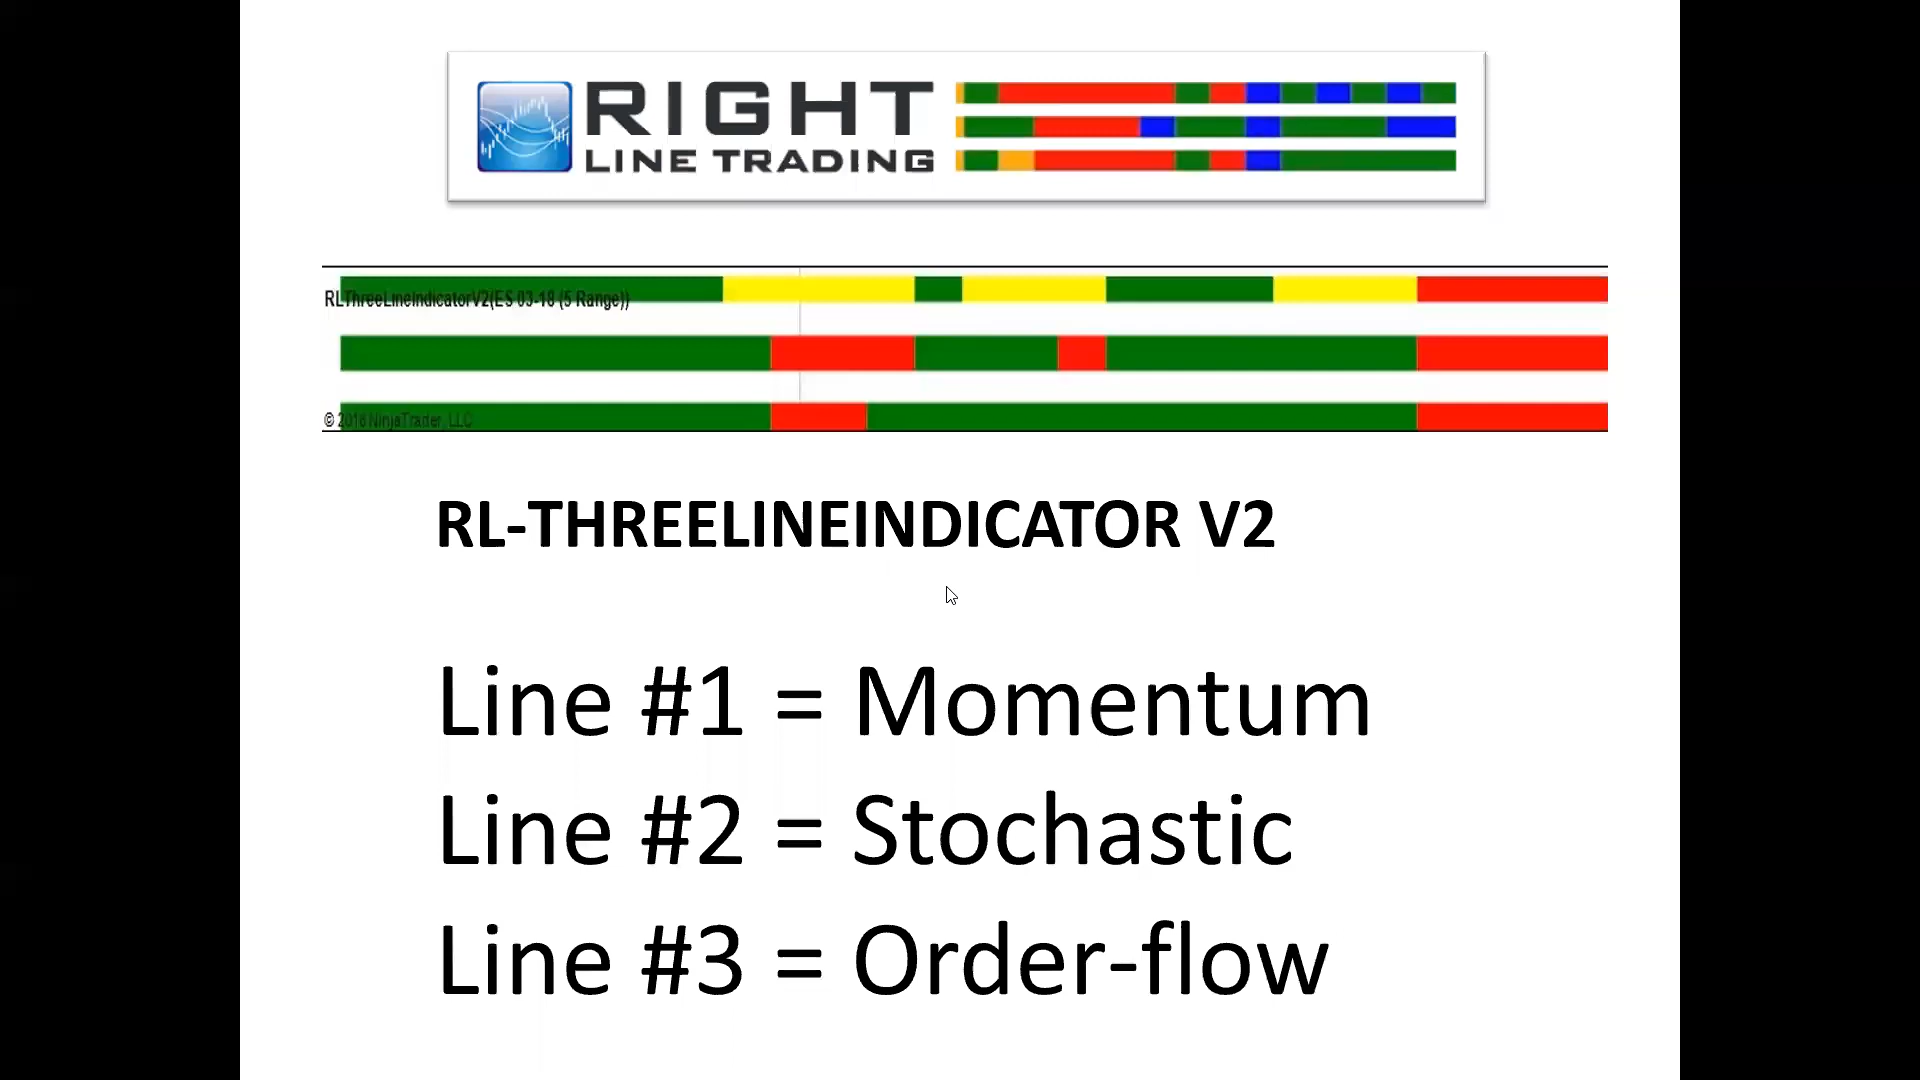 RIGHT
LINE TRADING
RLThreeLineIndicatorV2(ES 03-18 (5 Range))
© 2018 NinjaTrader, LLC
RL-THREELINEINDICATOR V2
Line #1 = Momentum
Line #2 = Stochastic
Line #3 = Order-flow